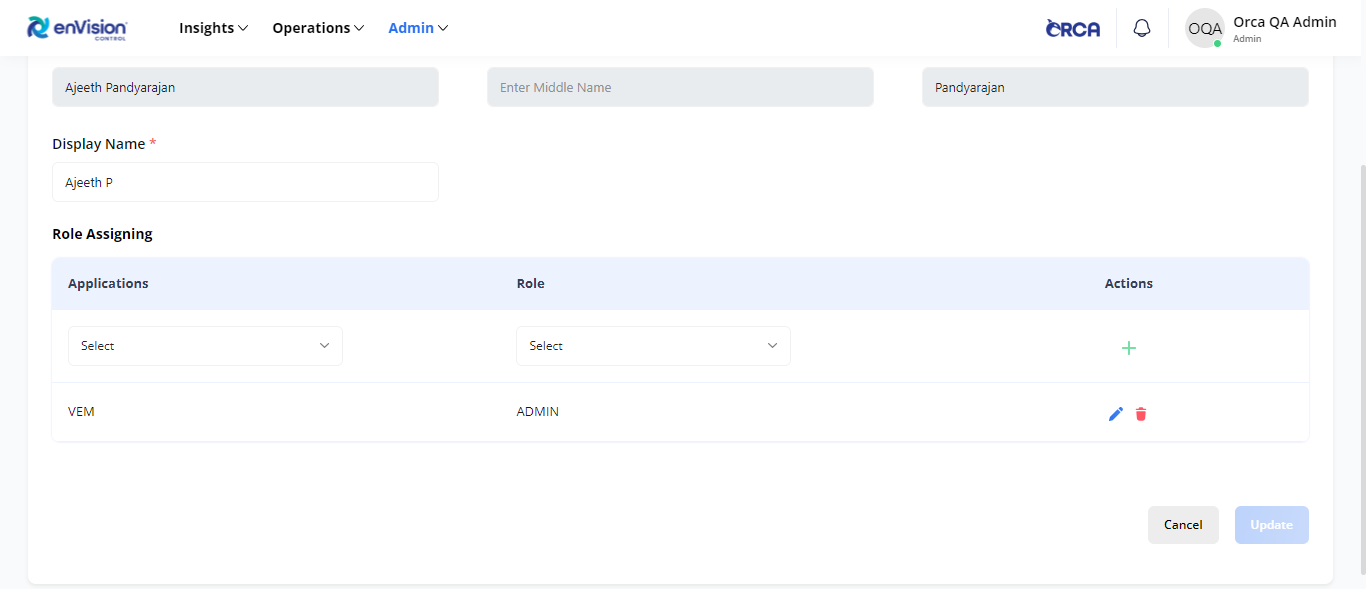 enVision CONTROL Insights Operations Admin ORCA OQA Orca QA Admin
Admin
Ajeeth Pandyarajan Enter Middle Name Pandyarajan
Display Name *
Ajeeth P
Role Assigning
Applications Role Actions
Select Select
VEM ADMIN
Cancel Update